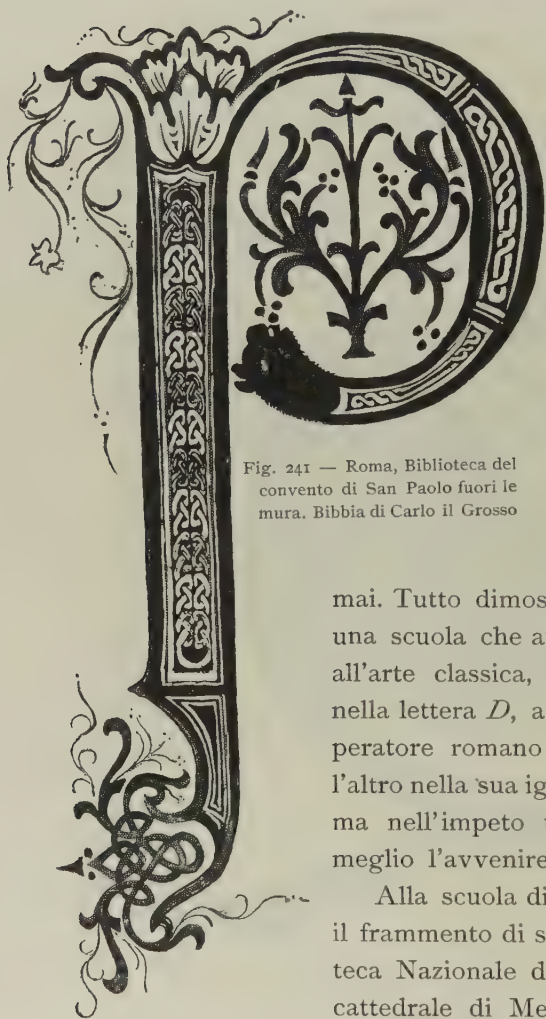 Fig. 241 — Roma, Biblioteca del
convento di San Paolo fuori le
mura. Bibbia di Carlo il Grosso
mai. Tutto dimos
una scuola che a
all'arte classica,
nella lettera D, a
peratore romano
l'altro nella sua ig
ma nell'impeto
meglio l'avvenire
Alla scuola di
il frammento di s
teca Nazionale d
cattedrale di Me